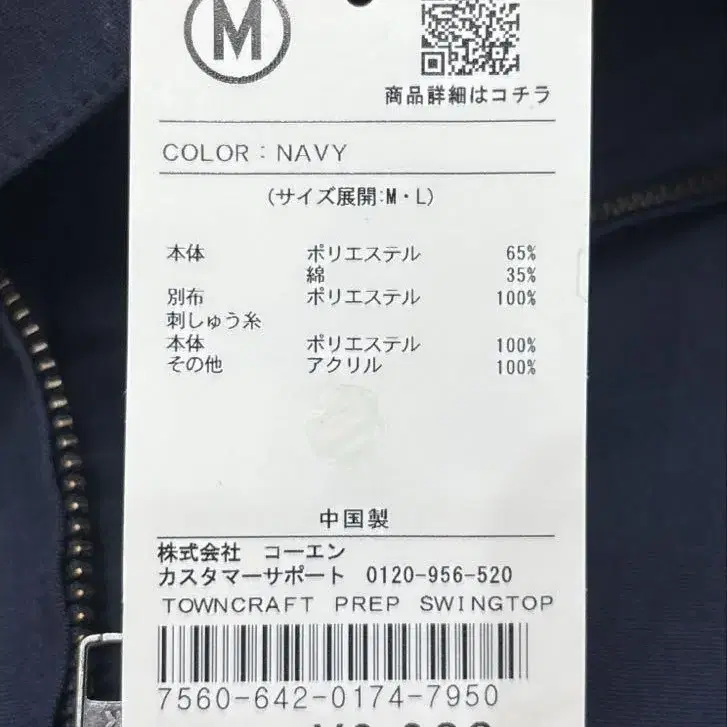 M
商品詳細はコチラ
COLOR：NAVY
(サイズ展開:M・L)
本体 ポリエステル 65%
綿 35%
別布 ポリエステル 100%
刺しゅう糸
本体 ポリエステル 100%
その他 アクリル 100%
中国製
株式会社 コーエン
カスタマーサポート 0120-956-520
TOWNCRAFT PREP SWINGTOP
7560-642-0174-7950